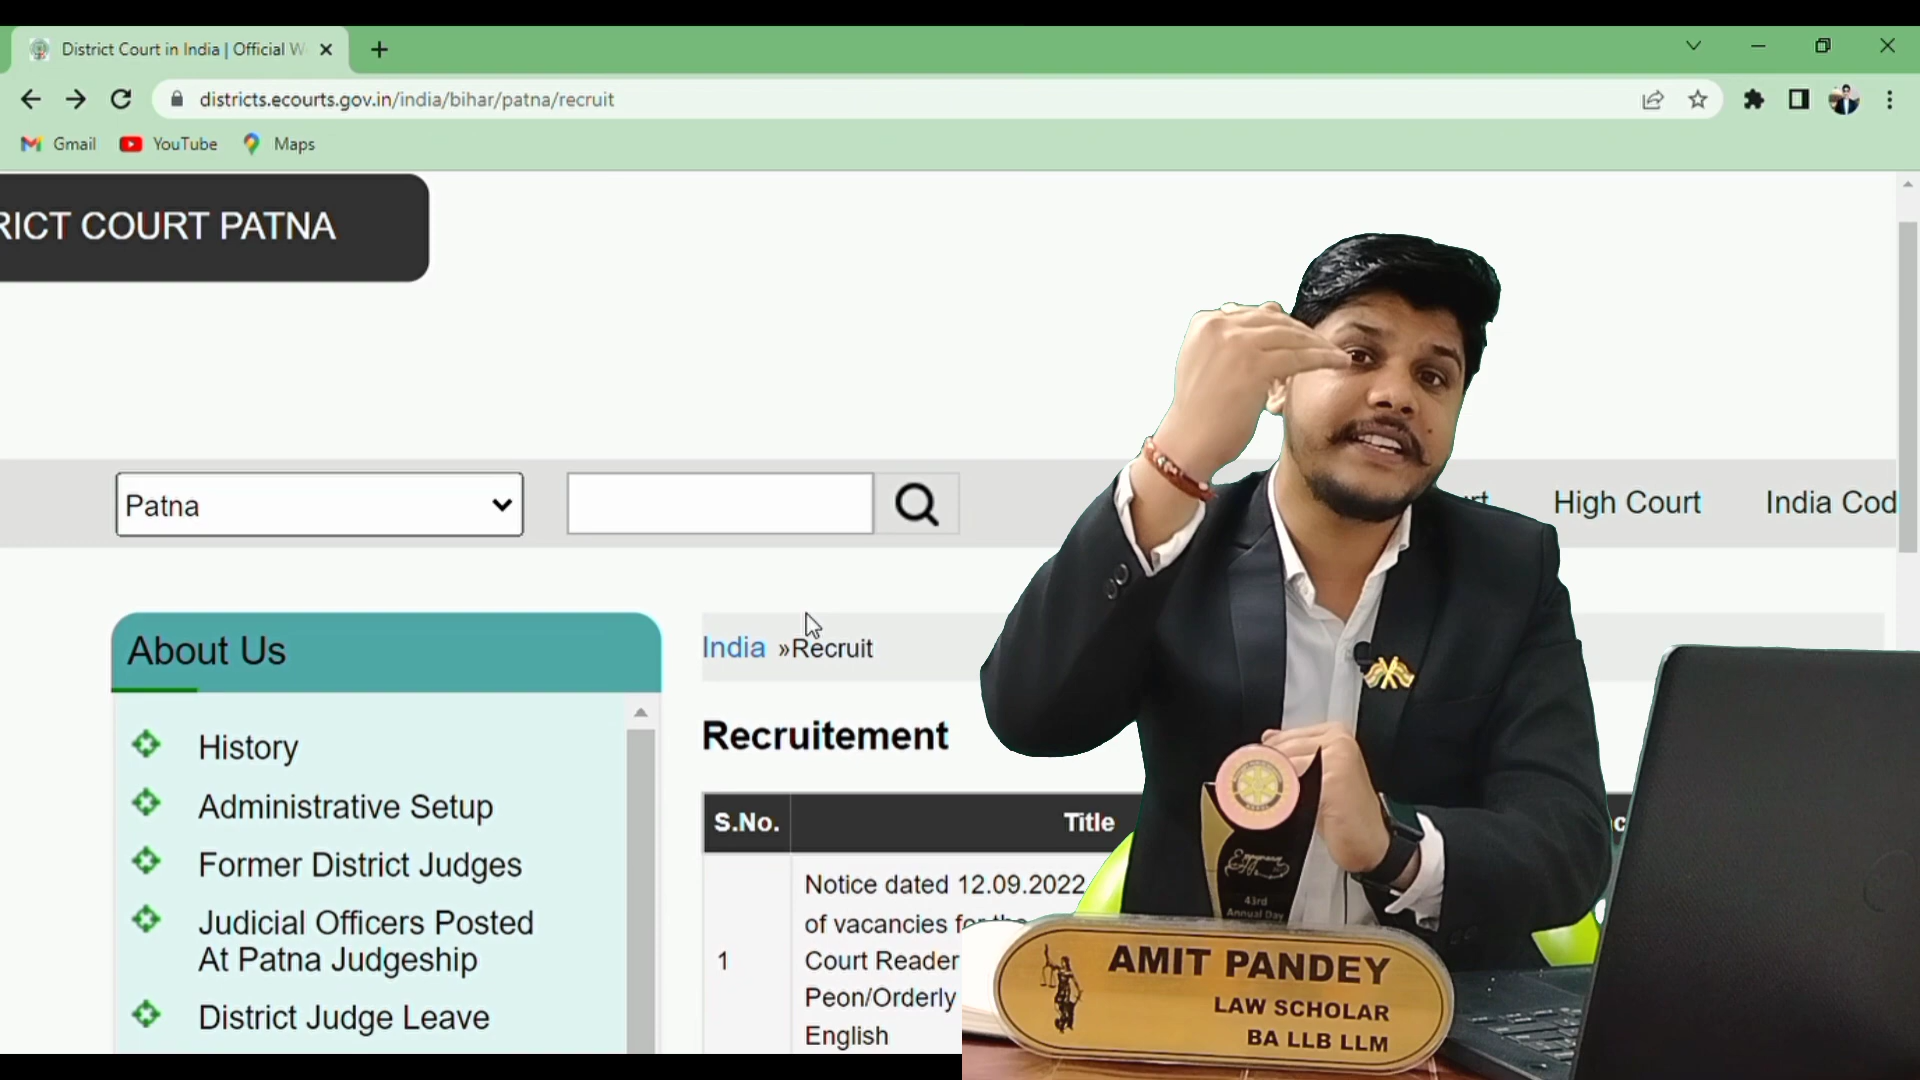 District Court in India | Official W
districts.ecourts.gov.in/india/bihar/patna/recruit
Gmail
YouTube
Maps
RICT COURT PATNA
Patna
High Court
India Cod
About Us
India »Recruit
History
Administrative Setup
Former District Judges
Judicial Officers Posted
At Patna Judgeship
District Judge Leave
Recruitement
S.No.
Title
1
Notice dated 12.09.2022
of vacancies
Court Reader
Peon/Orderly
English
43rd
Annual Day
AMIT PANDEY
LAW SCHOLAR
BA LLB LLM